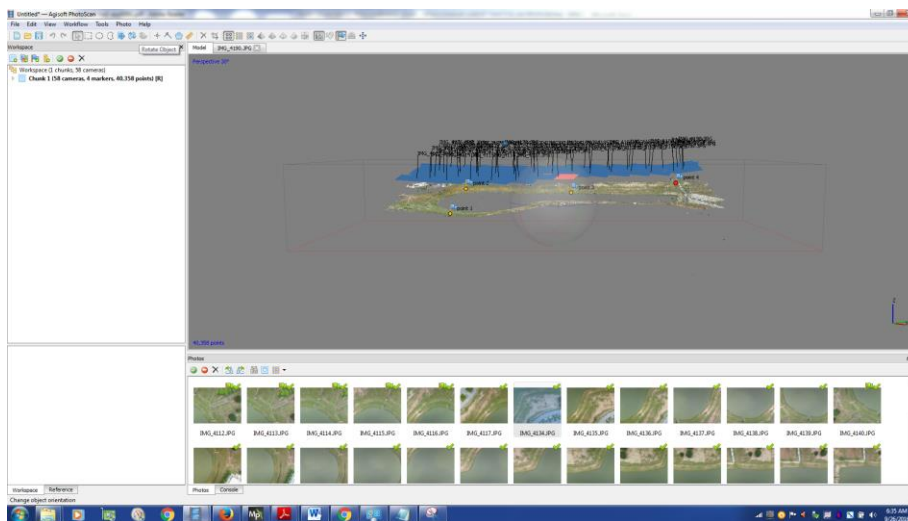 Untitled* — Agisoft PhotoScan
File Edit View Workflow Tools Photo Help
Rotate Object
Workspace
Model IMG_4190.JPG
Workspace (1 chunks, 58 cameras)
Chunk 1 (58 cameras, 4 markers, 40,358 points) [R]
Perspective 30°
point 4
point 2
point 3
point 1
Z
40,358 points
Photos
IMG_4112.JPG IMG_4113.JPG IMG_4114.JPG IMG_4115.JPG IMG_4116.JPG IMG_4117.JPG IMG_4134.JPG IMG_4135.JPG IMG_4136.JPG IMG_4137.JPG IMG_4138.JPG IMG_4139.JPG IMG_4140.JPG
Workspace Reference
Photos Console
Change object orientation
6:35 AM